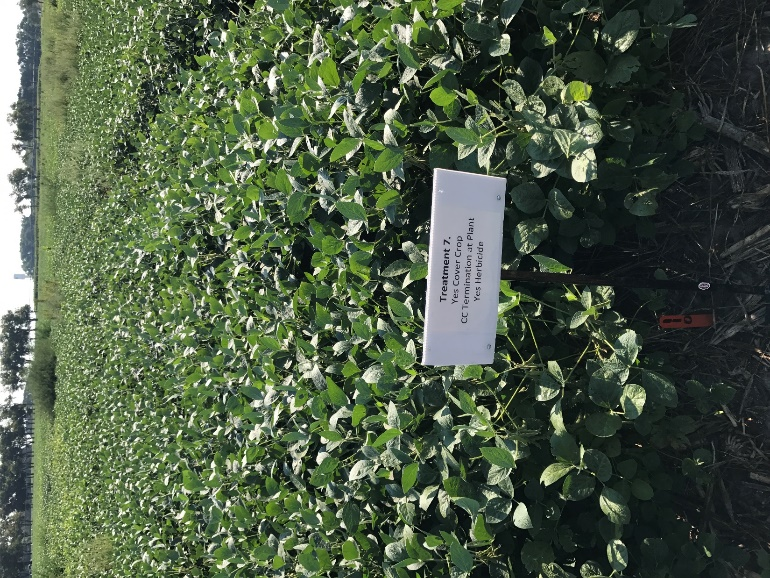 Treatment 7.
Yes Cover Crop
CC Termination at Plant
Yes Herbicide